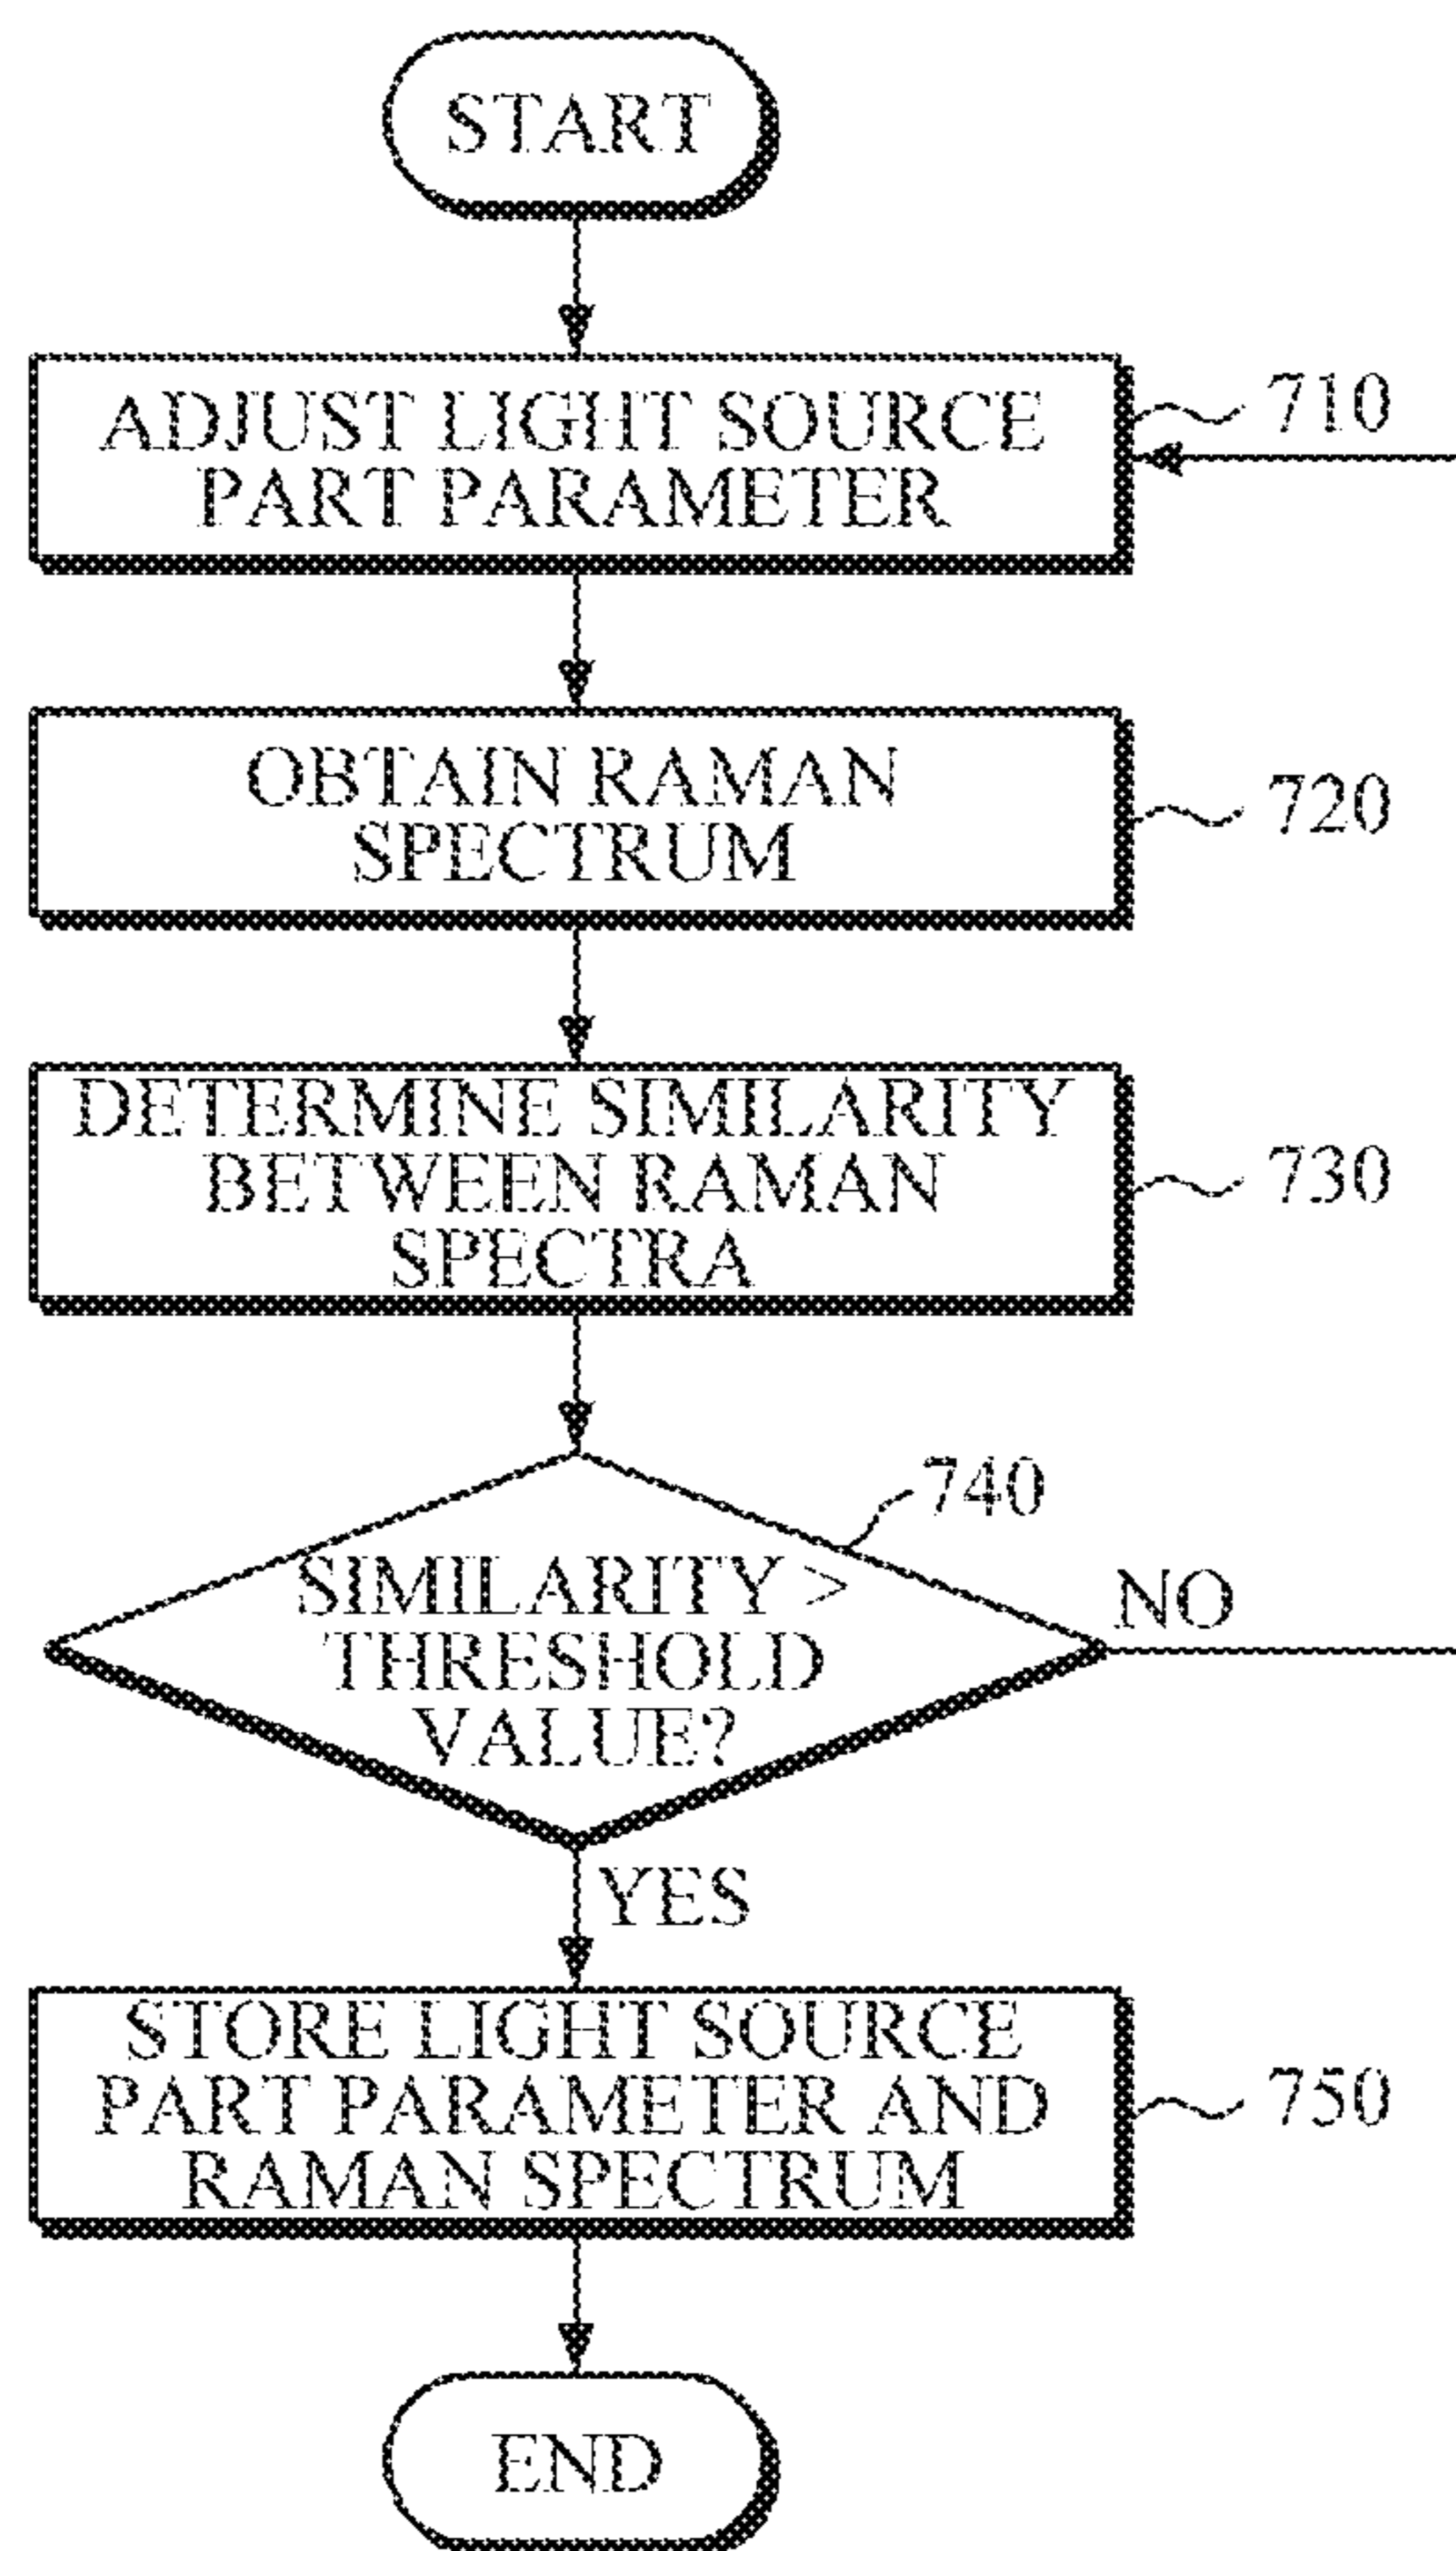 START
ADJUST LIGHT SOURCE
PART PARAMETER
710
OBTAIN RAMAN
SPECTRUM
720
DETERMINE SIMILARITY
BETWEEN RAMAN
SPECTRA
730
740
SIMILARITY >
THRESHOLD
VALUE?
NO
YES
STORE LIGHT SOURCE
PART PARAMETER AND
RAMAN SPECTRUM
750
END